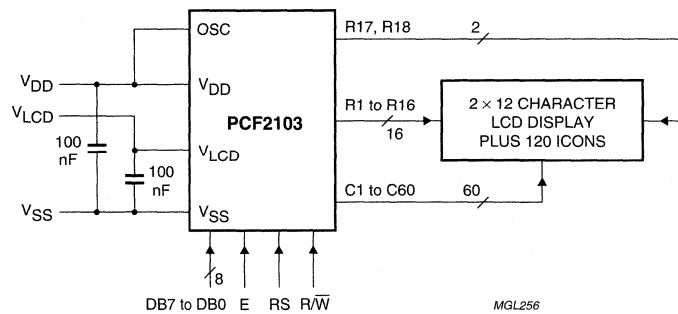 OSC
R17, R18
2
VDD
VDD
VLCD
PCF2103
R1 to R16
16
2 × 12 CHARACTER
LCD DISPLAY
PLUS 120 ICONS
100
nF
VLCD
100
nF
C1 to C60
60
VSS
VSS
8
DB7 to DB0
E
RS
R/W̅
MGL256